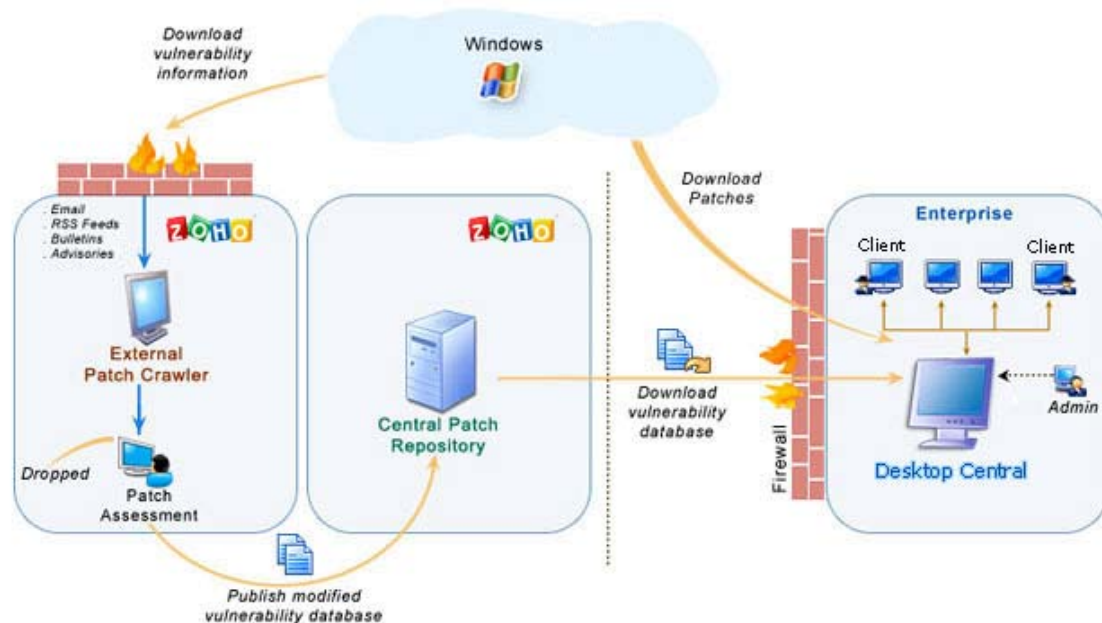 Download
vulnerability
information
Windows
. Email
. RSS Feeds
. Bulletins
. Advisories
ZOHO
External
Patch Crawler
Dropped
Patch
Assessment
Publish modified
vulnerability database
ZOHO
Central Patch
Repository
Download
Patches
Download
vulnerability
database
Firewall
Enterprise
Client
Client
Admin
Desktop Central